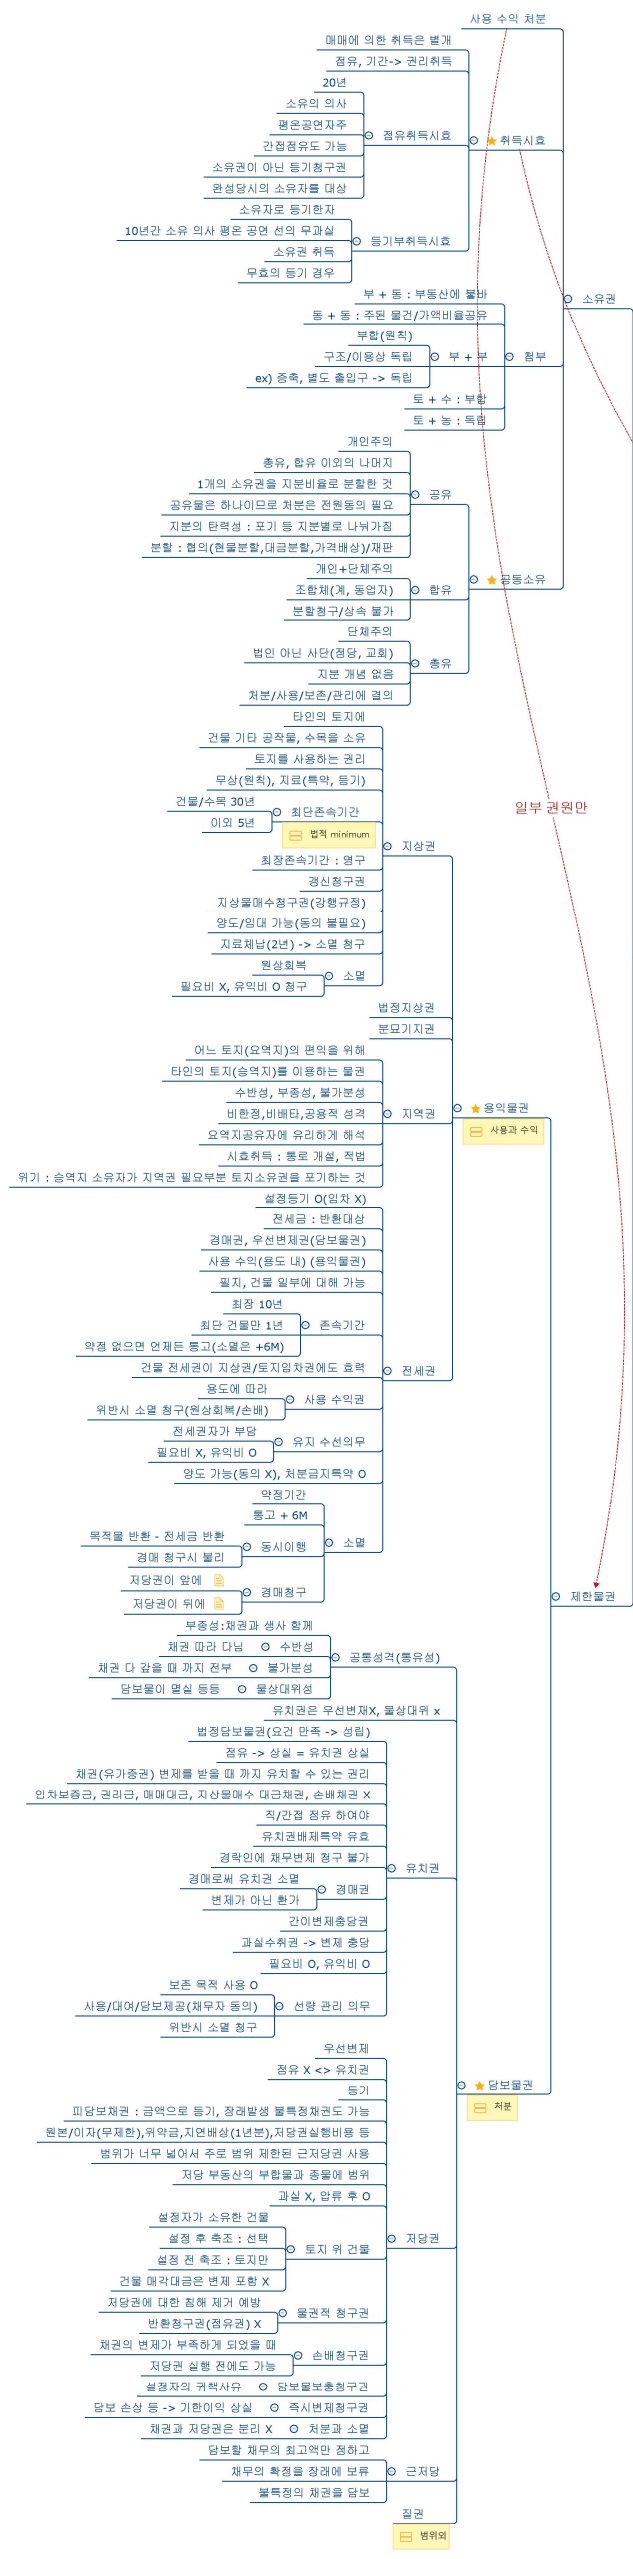 사용 수익 처분
매매에 의한 취득은 별개
점유, 기간-> 권리취득
20년
소유의 의사
평온공연자주
간접점유도 가능
소유권이 아닌 등기청구권
완성당시의 소유자를 대상
점유취득시효
취득시효
소유자로 등기한자
10년간 소유 의사 평온 공연 선의 무과실
소유권 취득
무효의 등기 경우
등기부취득시효
소유권
부 + 동 : 부동산에 붙바
동 + 동 : 주된 물건/가액비율공유
부합(원칙)
구조/이용상 독립
ex) 증축, 별도 출입구 -> 독립
부 + 부
첨부
토 + 수 : 부합
토 + 농 : 독립
개인주의
총유, 합유 이외의 나머지
1개의 소유권을 지분비율로 분할한 것
공유물은 하나이므로 처분은 전원동의 필요
지분의 탄력성 : 포기 등 지분별로 나눠가짐
분할 : 협의(현물분할,대금분할,가격배상)/재판
공유
개인+단체주의
조합체(계, 동업자)
분할청구/상속 불가
합유
공동소유
단체주의
법인 아닌 사단(정당, 교회)
지분 개념 없음
처분/사용/보존/관리에 결의
총유
타인의 토지에
건물 기타 공작물, 수목을 소유
토지를 사용하는 권리
무상(원칙), 지료(특약, 등기)
건물/수목 30년
이외 5년
최단존속기간
법적 minimum
일부 권원만
최장존속기간 : 영구
갱신청구권
지상물매수청구권(강행규정)
양도/임대 가능(동의 불필요)
지료체납(2년) -> 소멸 청구
원상회복
필요비 X, 유익비 O 청구
소멸
지상권
법정지상권
분묘기지권
어느 토지(요역지)의 편익을 위해
타인의 토지(승역지)를 이용하는 물권
수반성, 부종성, 불가분성
비한정,비배타,공용적 성격
요역지공유자에 유리하게 해석
시효취득 : 통로 개설, 적법
위기 : 승역지 소유자가 지역권 필요부분 토지소유권을 포기하는 것
지역권
용익물권
사용과 수익
설정등기 O(임차 X)
전세금 : 반환대상
경매권, 우선변제권(담보물권)
사용 수익(용도 내) (용익물권)
필지, 건물 일부에 대해 가능
최장 10년
최단 건물만 1년
약정 없으면 언제든 통고(소멸은 +6M)
존속기간
건물 전세권이 지상권/토지임차권에도 효력
용도에 따라
위반시 소멸 청구(원상회복/손배)
사용 수익권
전세권자가 부담
필요비 X, 유익비 O
유지 수선의무
양도 가능(동의 X), 처분금지특약 O
약정기간
통고 + 6M
목적물 반환 - 전세금 반환
경매 청구시 불리
동시이행
저당권이 앞에
저당권이 뒤에
경매청구
소멸
전세권
제한물권
부종성:채권과 생사 함께
채권 따라 다님
수반성
채권 다 갚을 때 까지 전부
불가분성
담보물이 멸실 등등
물상대위성
공통성격(통유성)
유치권은 우선변재X, 물상대위 x
법정담보물권(요건 만족 -> 성립)
점유 -> 상실 = 유치권 상실
채권(유가증권) 변제를 받을 때 까지 유치할 수 있는 권리
인차보증금, 권리금, 매매대금, 지산물매수 대금채권, 손배채권 X
직/간접 점유 하여야
유치권배제특약 유효
경락인에 채무변제 청구 불가
경매로써 유치권 소멸
변제가 아닌 환가
경매권
간이변제충당권
과실수취권 -> 변제 충당
필요비 O, 유익비 O
보존 목적 사용 O
사용/대여/담보제공(채무자 동의)
위반시 소멸 청구
선량 관리 의무
유치권
담보물권
처분
우선변제
점유 X <> 유치권
등기
피담보채권 : 금액으로 등기, 장래발생 불특정채권도 가능
원본/이자(무제한),위약금,지연배상(1년분),저당권실행비용 등
범위가 너무 넓어서 주로 범위 제한된 근저당권 사용
저당 부동산의 부합물과 종물에 범위
과실 X, 압류 후 O
설정자가 소유한 건물
설정 후 축조 : 선택
설정 전 축조 : 토지만
건물 매각대금은 변제 포함 X
토지 위 건물
저당권에 대한 침해 제거 예방
반환청구권(점유권) X
물권적 청구권
채권의 변제가 부족하게 되었을 때
저당권 실행 전에도 가능
손배청구권
설정자의 귀책사유
담보물보충청구권
담보 손상 등 -> 기한이익 상실
즉시변제청구권
채권과 저당권은 분리 X
처분과 소멸
저당권
담보할 채무의 최고액만 정하고
채무의 확정을 장래에 보류
불특정의 채권을 담보
근저당
질권
범위외